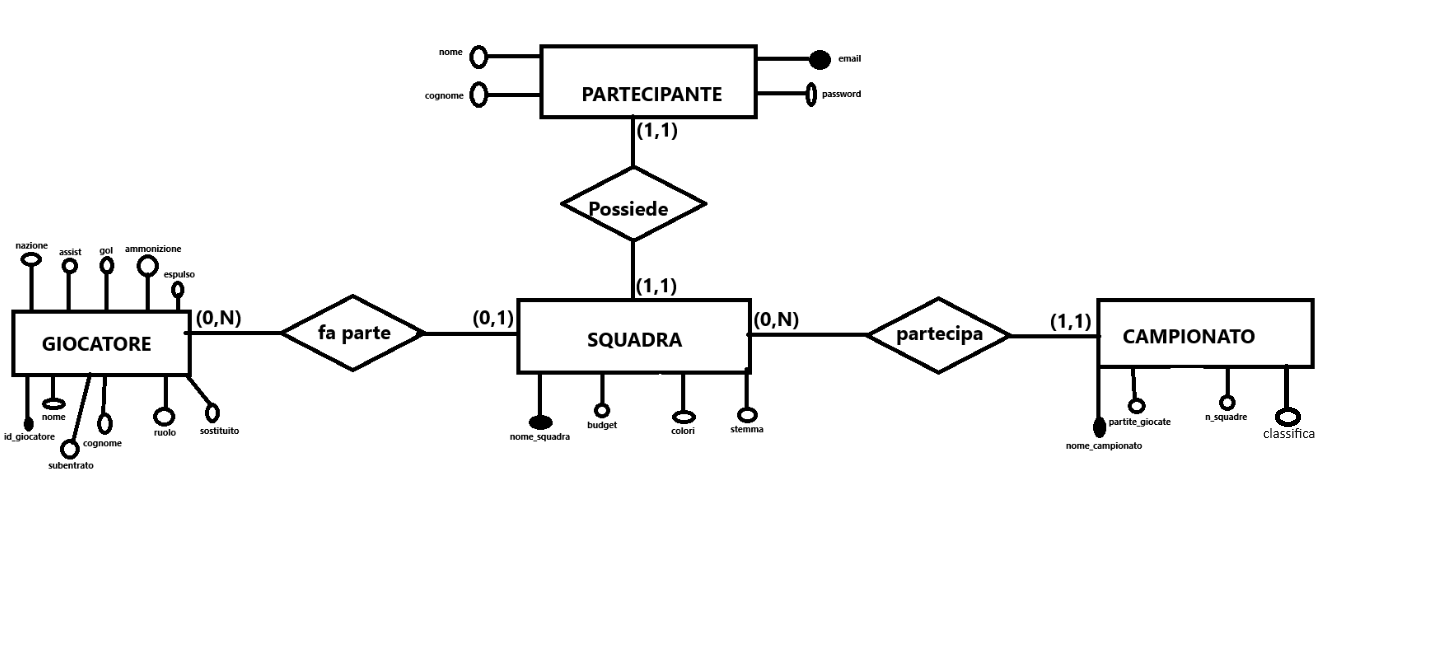 nome
email
cognome
PARTECIPANTE
password
(1,1)
Possiede
nazione
assist
gol
ammonizione
espulso
(1,1)
(0,N)
(0,1)
(0,N)
(1,1)
GIOCATORE
fa parte
SQUADRA
partecipa
CAMPIONATO
id_giocatore
nome
subentrato
cognome
ruolo
sostituito
nome_squadra
budget
colori
stemma
nome_campionato
partite_giocate
n_squadre
classifica